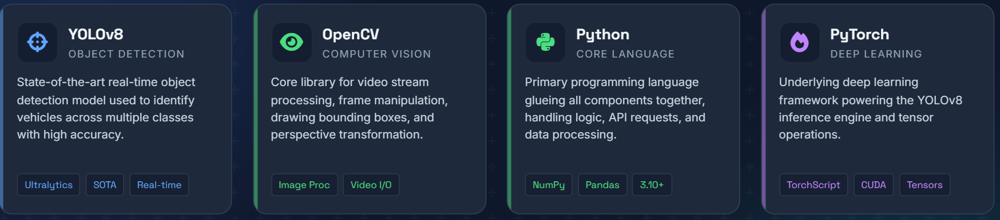 YOLOv8
OBJECT DETECTION
State-of-the-art real-time object
detection model used to identify
vehicles across multiple classes
with high accuracy.
Ultralytics
SOTA
Real-time
OpenCV
COMPUTER VISION
Core library for video stream
processing, frame manipulation,
drawing bounding boxes, and
perspective transformation.
Image Proc
Video I/O
Python
CORE LANGUAGE
Primary programming language
glueing all components together,
handling logic, API requests, and
data processing.
NumPy
Pandas
3.10+
PyTorch
DEEP LEARNING
Underlying deep learning
framework powering the YOLOv8
inference engine and tensor
operations.
TorchScript
CUDA
Tensors